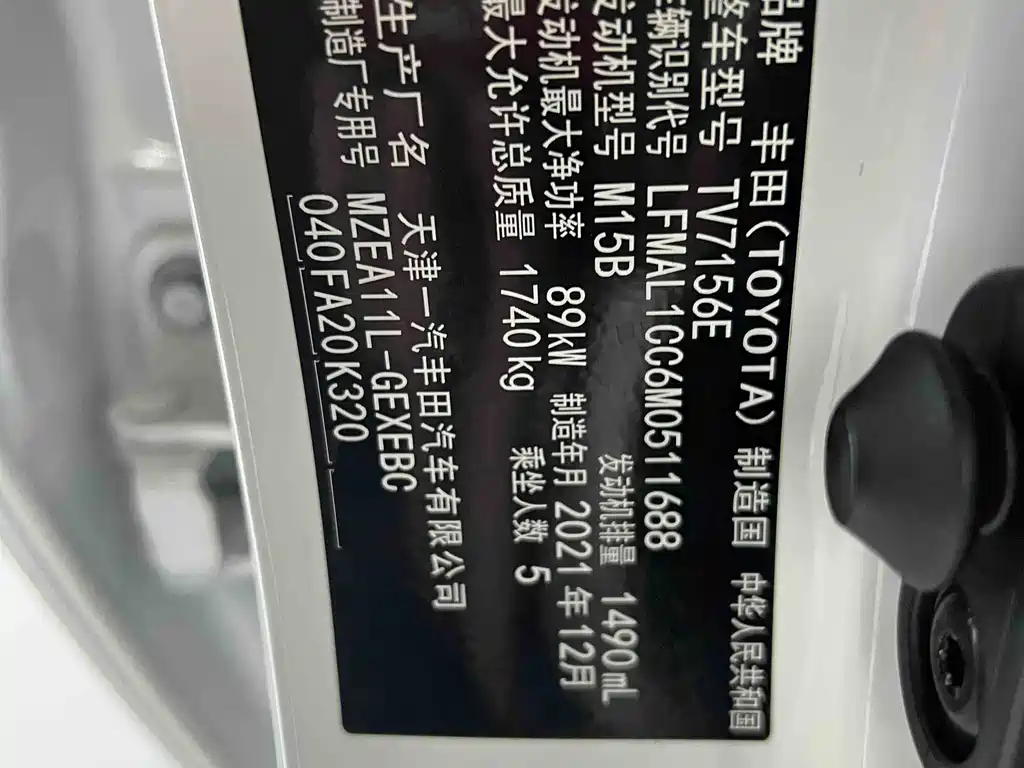 品牌 丰田(TOYOTA) 制造国 中华人民共和国
整车型号 TV7156E
车辆识别代号 LFMAL1CC6M0511688
发动机型号 M15B 发动机排量 1490mL
发动机最大净功率 89kW 制造年月 2021年12月
最大允许总质量 1740kg 乘坐人数 5
生产厂名 天津一汽丰田汽车有限公司
制造厂专用号 MZEA11L-GEXEBC
040FA20K320